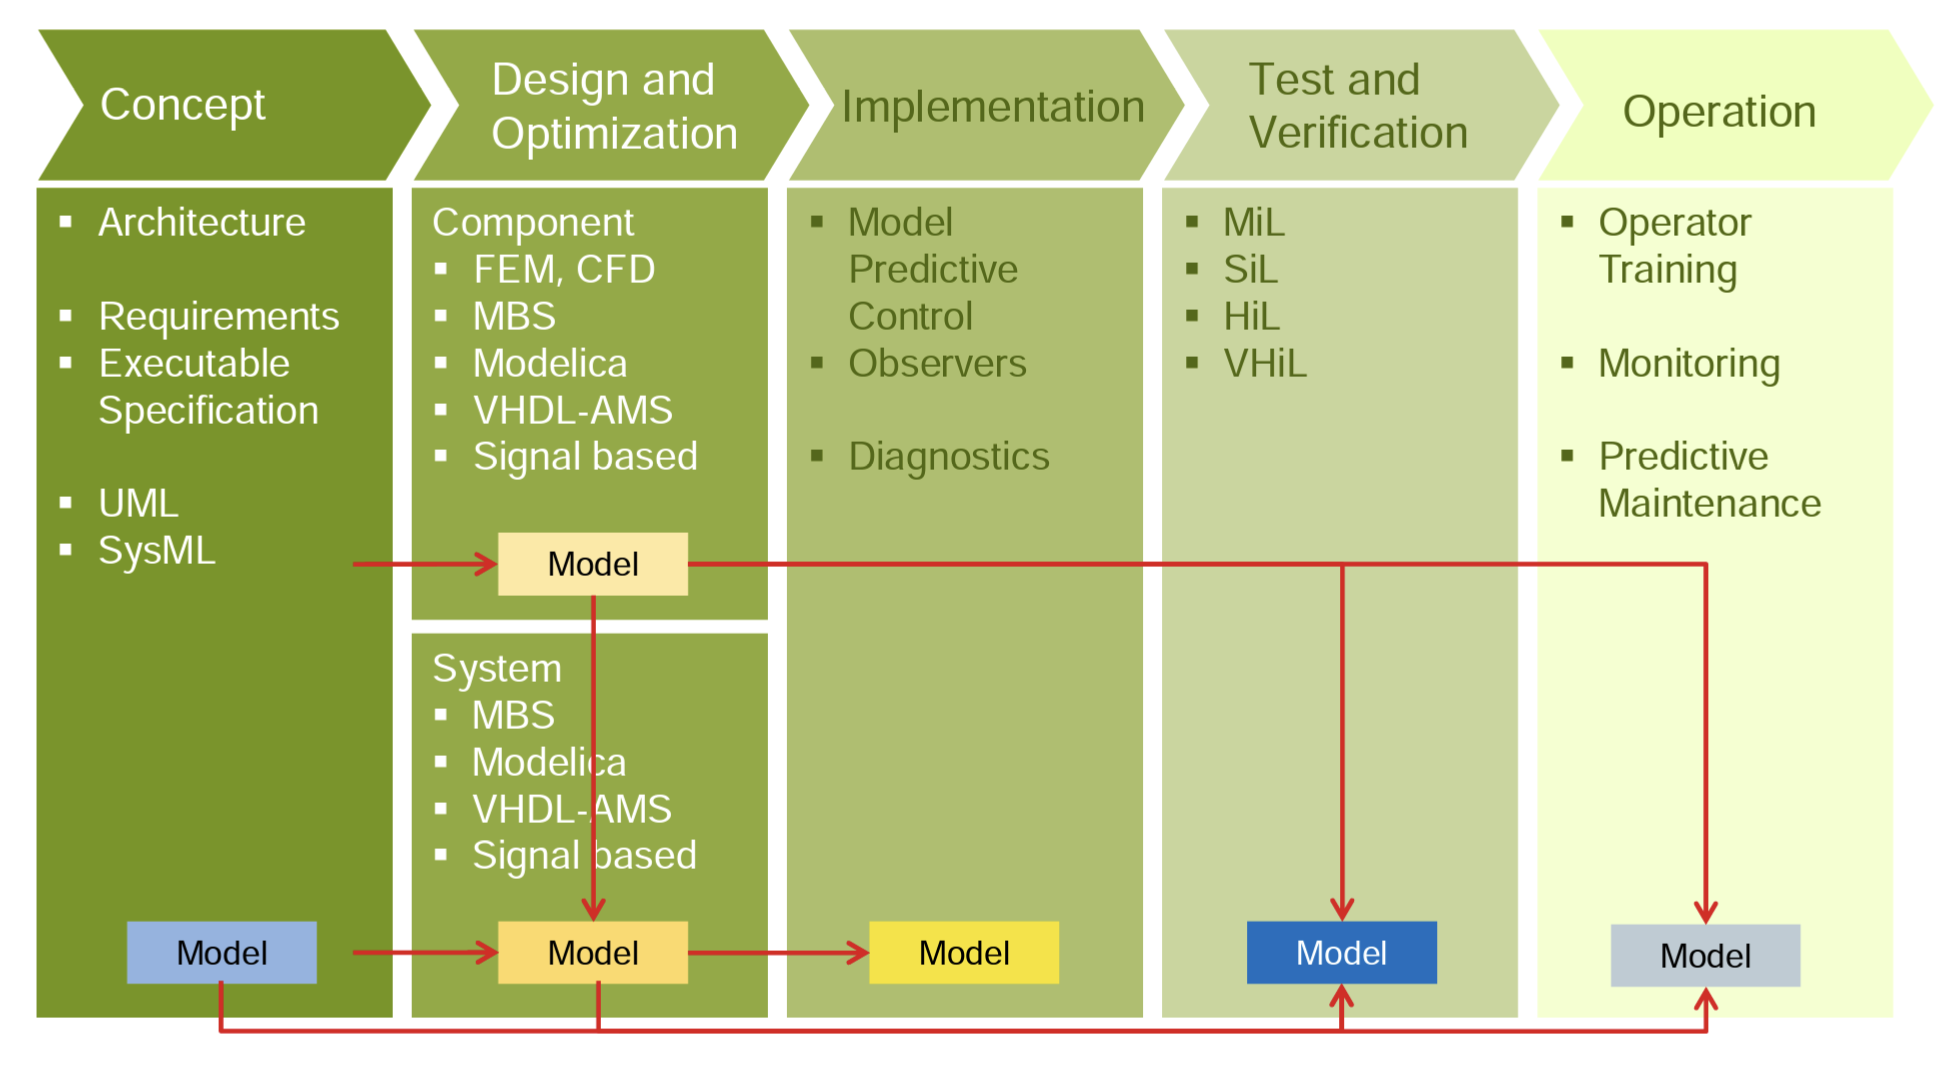 Concept
Design and
Optimization
Implementation
Test and
Verification
Operation
Architecture
Requirements
Executable
Specification
UML
SysML
Model
Component
FEM, CFD
MBS
Modelica
VHDL-AMS
Signal based
Model
System
MBS
Modelica
VHDL-AMS
Signal based
Model
Model
Predictive
Control
Observers
Diagnostics
Model
MiL
SiL
HiL
VHiL
Model
Operator
Training
Monitoring
Predictive
Maintenance
Model